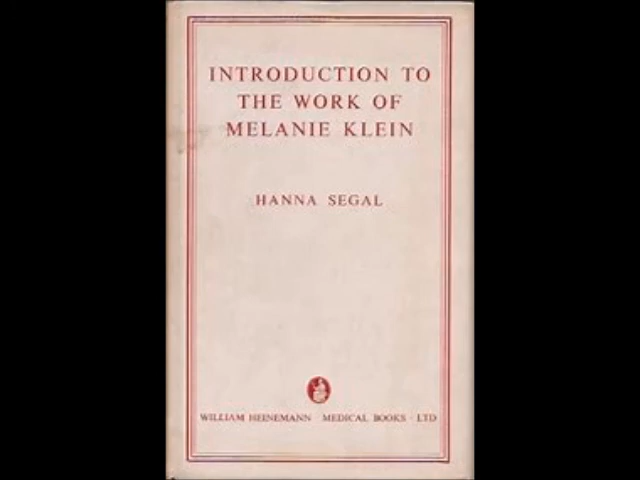 INTRODUCTION TO
THE WORK OF
MELANIE KLEIN
HANNA SEGAL
WILLIAM HEINEMANN · MEDICAL BOOKS · LTD